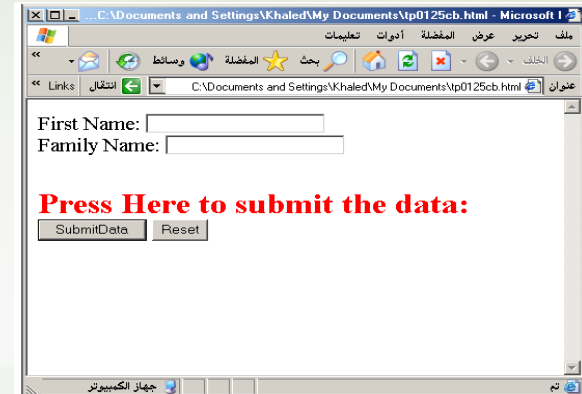 ...C:\Documents and Settings\Khaled\My Documents\tp0125cb.html - Microsoft I
ملف تحرير عرض المفضلة أدوات تعليمات
الخلف بحث المفضلة وسائط
عنوان C:\Documents and Settings\Khaled\My Documents\tp0125cb.html انتقال Links
First Name:
Family Name:
Press Here to submit the data:
SubmitData Reset
تم جهاز الكمبيوتر